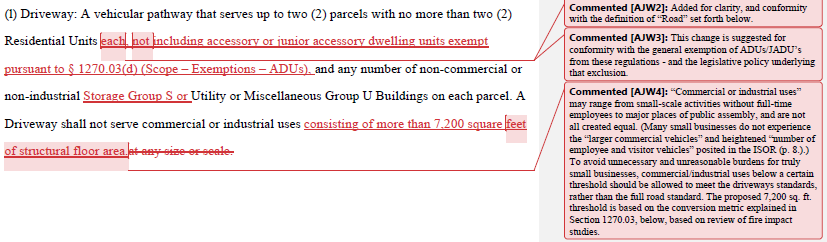 (l) Driveway: A vehicular pathway that serves up to two (2) parcels with no more than two (2)
Residential Units each, not including accessory or junior accessory dwelling units exempt
pursuant to § 1270.03(d) (Scope – Exemptions – ADUs), and any number of non-commercial or
non-industrial Storage Group S or Utility or Miscellaneous Group U Buildings on each parcel. A
Driveway shall not serve commercial or industrial uses consisting of more than 7,200 square feet
of structural floor area.at any size or scale.
Commented [AJW2]: Added for clarity, and conformity
with the definition of “Road” set forth below.
Commented [AJW3]: This change is suggested for
conformity with the general exemption of ADUs/JADU’s
from these regulations - and the legislative policy underlying
that exclusion.
Commented [AJW4]: “Commercial or industrial uses”
may range from small-scale activities without full-time
employees to major places of public assembly, and are not
all created equal. (Many small businesses do not experience
the “larger commercial vehicles” and heightened “number of
employee and visitor vehicles” posited in the ISOR (p. 8.).)
To avoid unnecessary and unreasonable burdens for truly
small businesses, commercial/industrial uses below a certain
threshold should be allowed to meet the driveways standards,
rather than the full road standard. The proposed 7,200 sq. ft.
threshold is based on the conversion metric explained in
Section 1270.03, below, based on review of fire impact
studies.